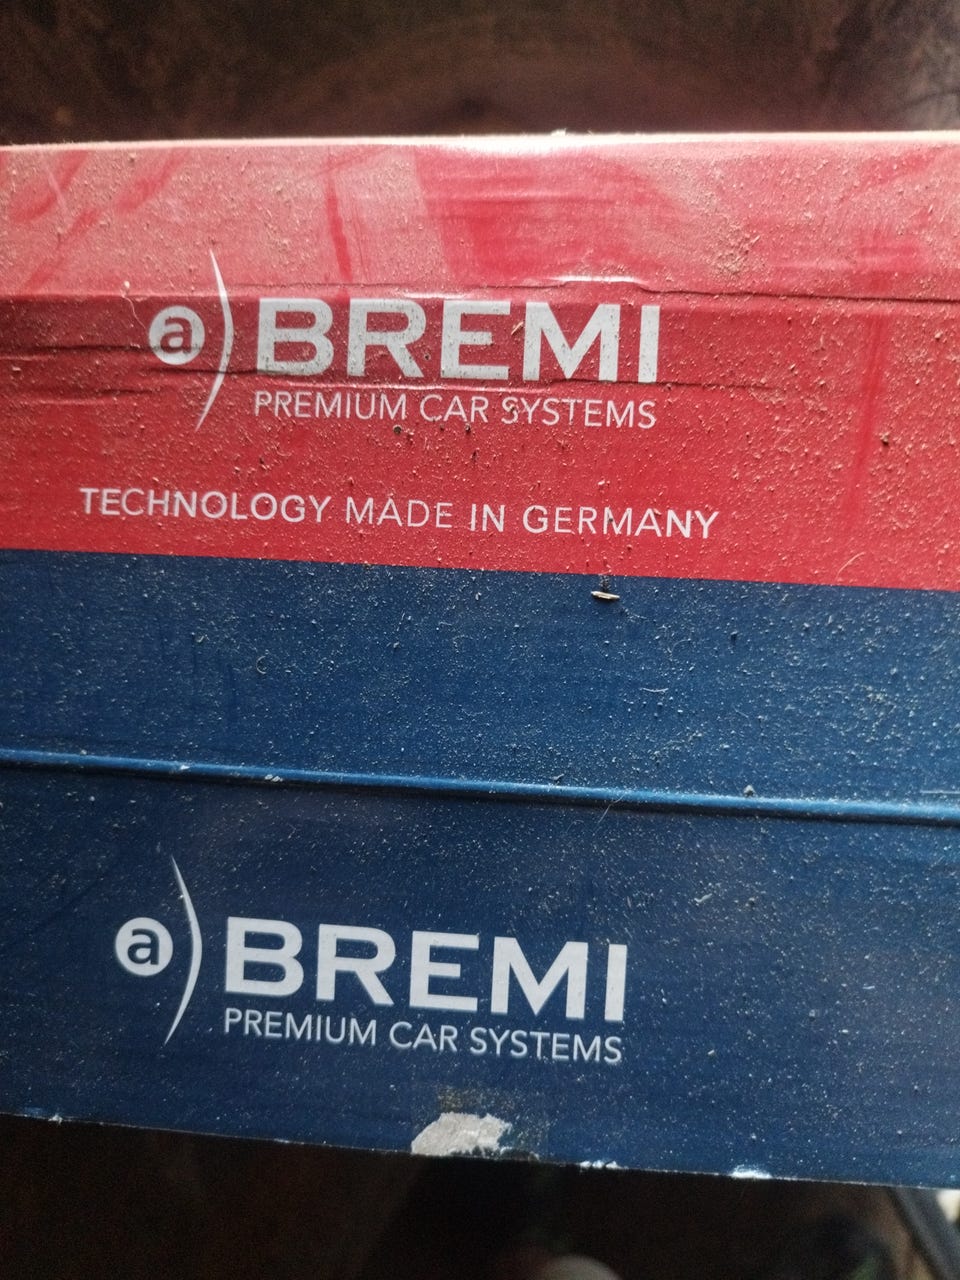 a) BREMI
PREMIUM CAR SYSTEMS
TECHNOLOGY MADE IN GERMANY
a) BREMI
PREMIUM CAR SYSTEMS